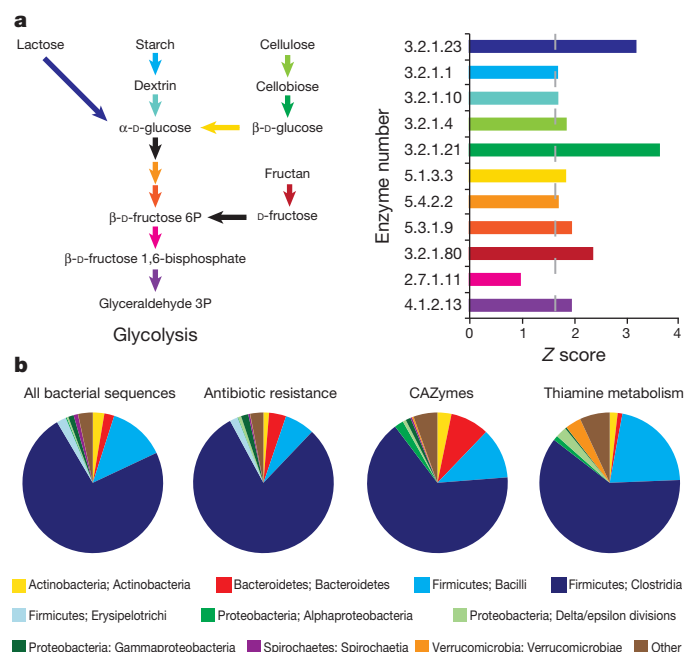 a
Lactose Starch Cellulose
Dextrin Cellobiose
α-D-glucose β-D-glucose
Fructan
β-D-fructose 6P D-fructose
β-D-fructose 1,6-bisphosphate
Glyceraldehyde 3P
Glycolysis
Enzyme number
3.2.1.23
3.2.1.1
3.2.1.10
3.2.1.4
3.2.1.21
5.1.3.3
5.4.2.2
5.3.1.9
3.2.1.80
2.7.1.11
4.1.2.13
0 1 2 3 4
Z score
b
All bacterial sequences Antibiotic resistance CAZymes Thiamine metabolism
Actinobacteria; Actinobacteria Bacteroidetes; Bacteroidetes Firmicutes; Bacilli Firmicutes; Clostridia
Firmicutes; Erysipelotrichi Proteobacteria; Alphaproteobacteria Proteobacteria; Delta/epsilon divisions
Proteobacteria; Gammaproteobacteria Spirochaetes; Spirochaetia Verrucomicrobia; Verrucomicrobiae Other